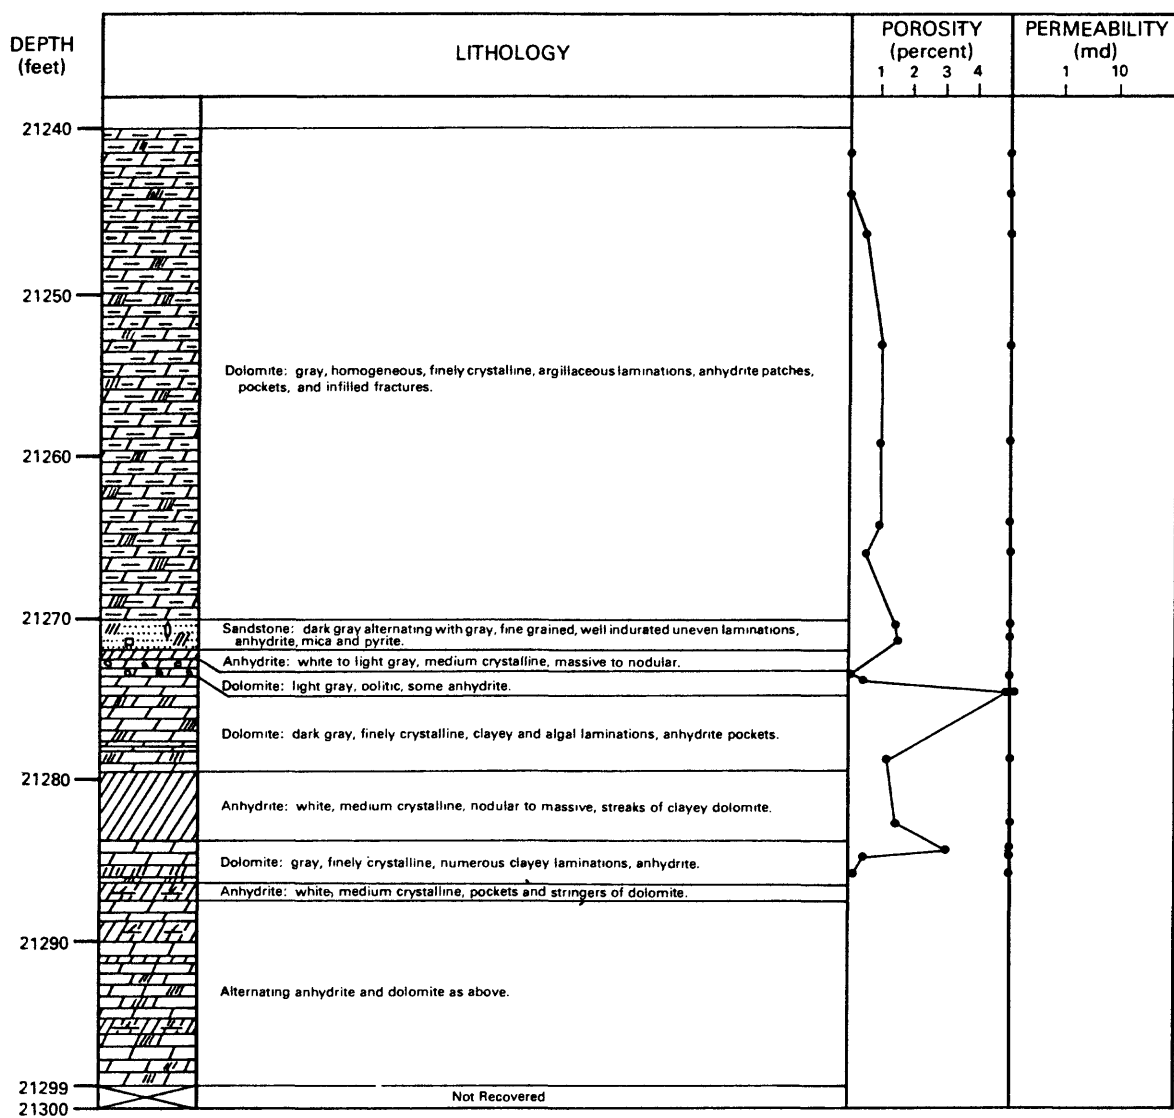 DEPTH
(feet)
LITHOLOGY
POROSITY
(percent)
1 2 3 4
PERMEABILITY
(md)
1 10
21240
21250
Dolomite: gray, homogeneous, finely crystalline, argillaceous laminations, anhydrite patches,
pockets, and infilled fractures.
21260
21270
Sandstone: dark gray alternating with gray, fine grained, well indurated uneven laminations,
anhydrite, mica and pyrite.
Anhydrite: white to light gray, medium crystalline, massive to nodular.
Dolomite: light gray, oolitic, some anhydrite.
Dolomite: dark gray, finely crystalline, clayey and algal laminations, anhydrite pockets.
21280
Anhydrite: white, medium crystalline, nodular to massive, streaks of clayey dolomite.
Dolomite: gray, finely crystalline, numerous clayey laminations, anhydrite.
Anhydrite: white, medium crystalline, pockets and stringers of dolomite.
21290
Alternating anhydrite and dolomite as above.
21299
Not Recovered
21300